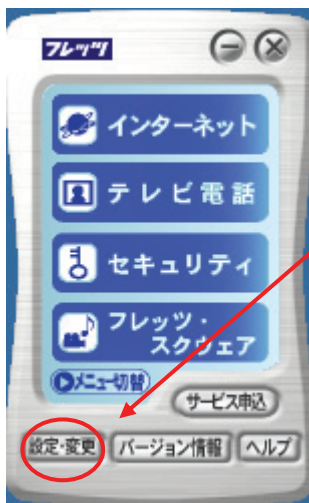 フレッツ
インターネット
テレビ電話
セキュリティ
フレッツ・
スクウェア
メニュー切替
サービス申込
設定・変更 バージョン情報 ヘルプ